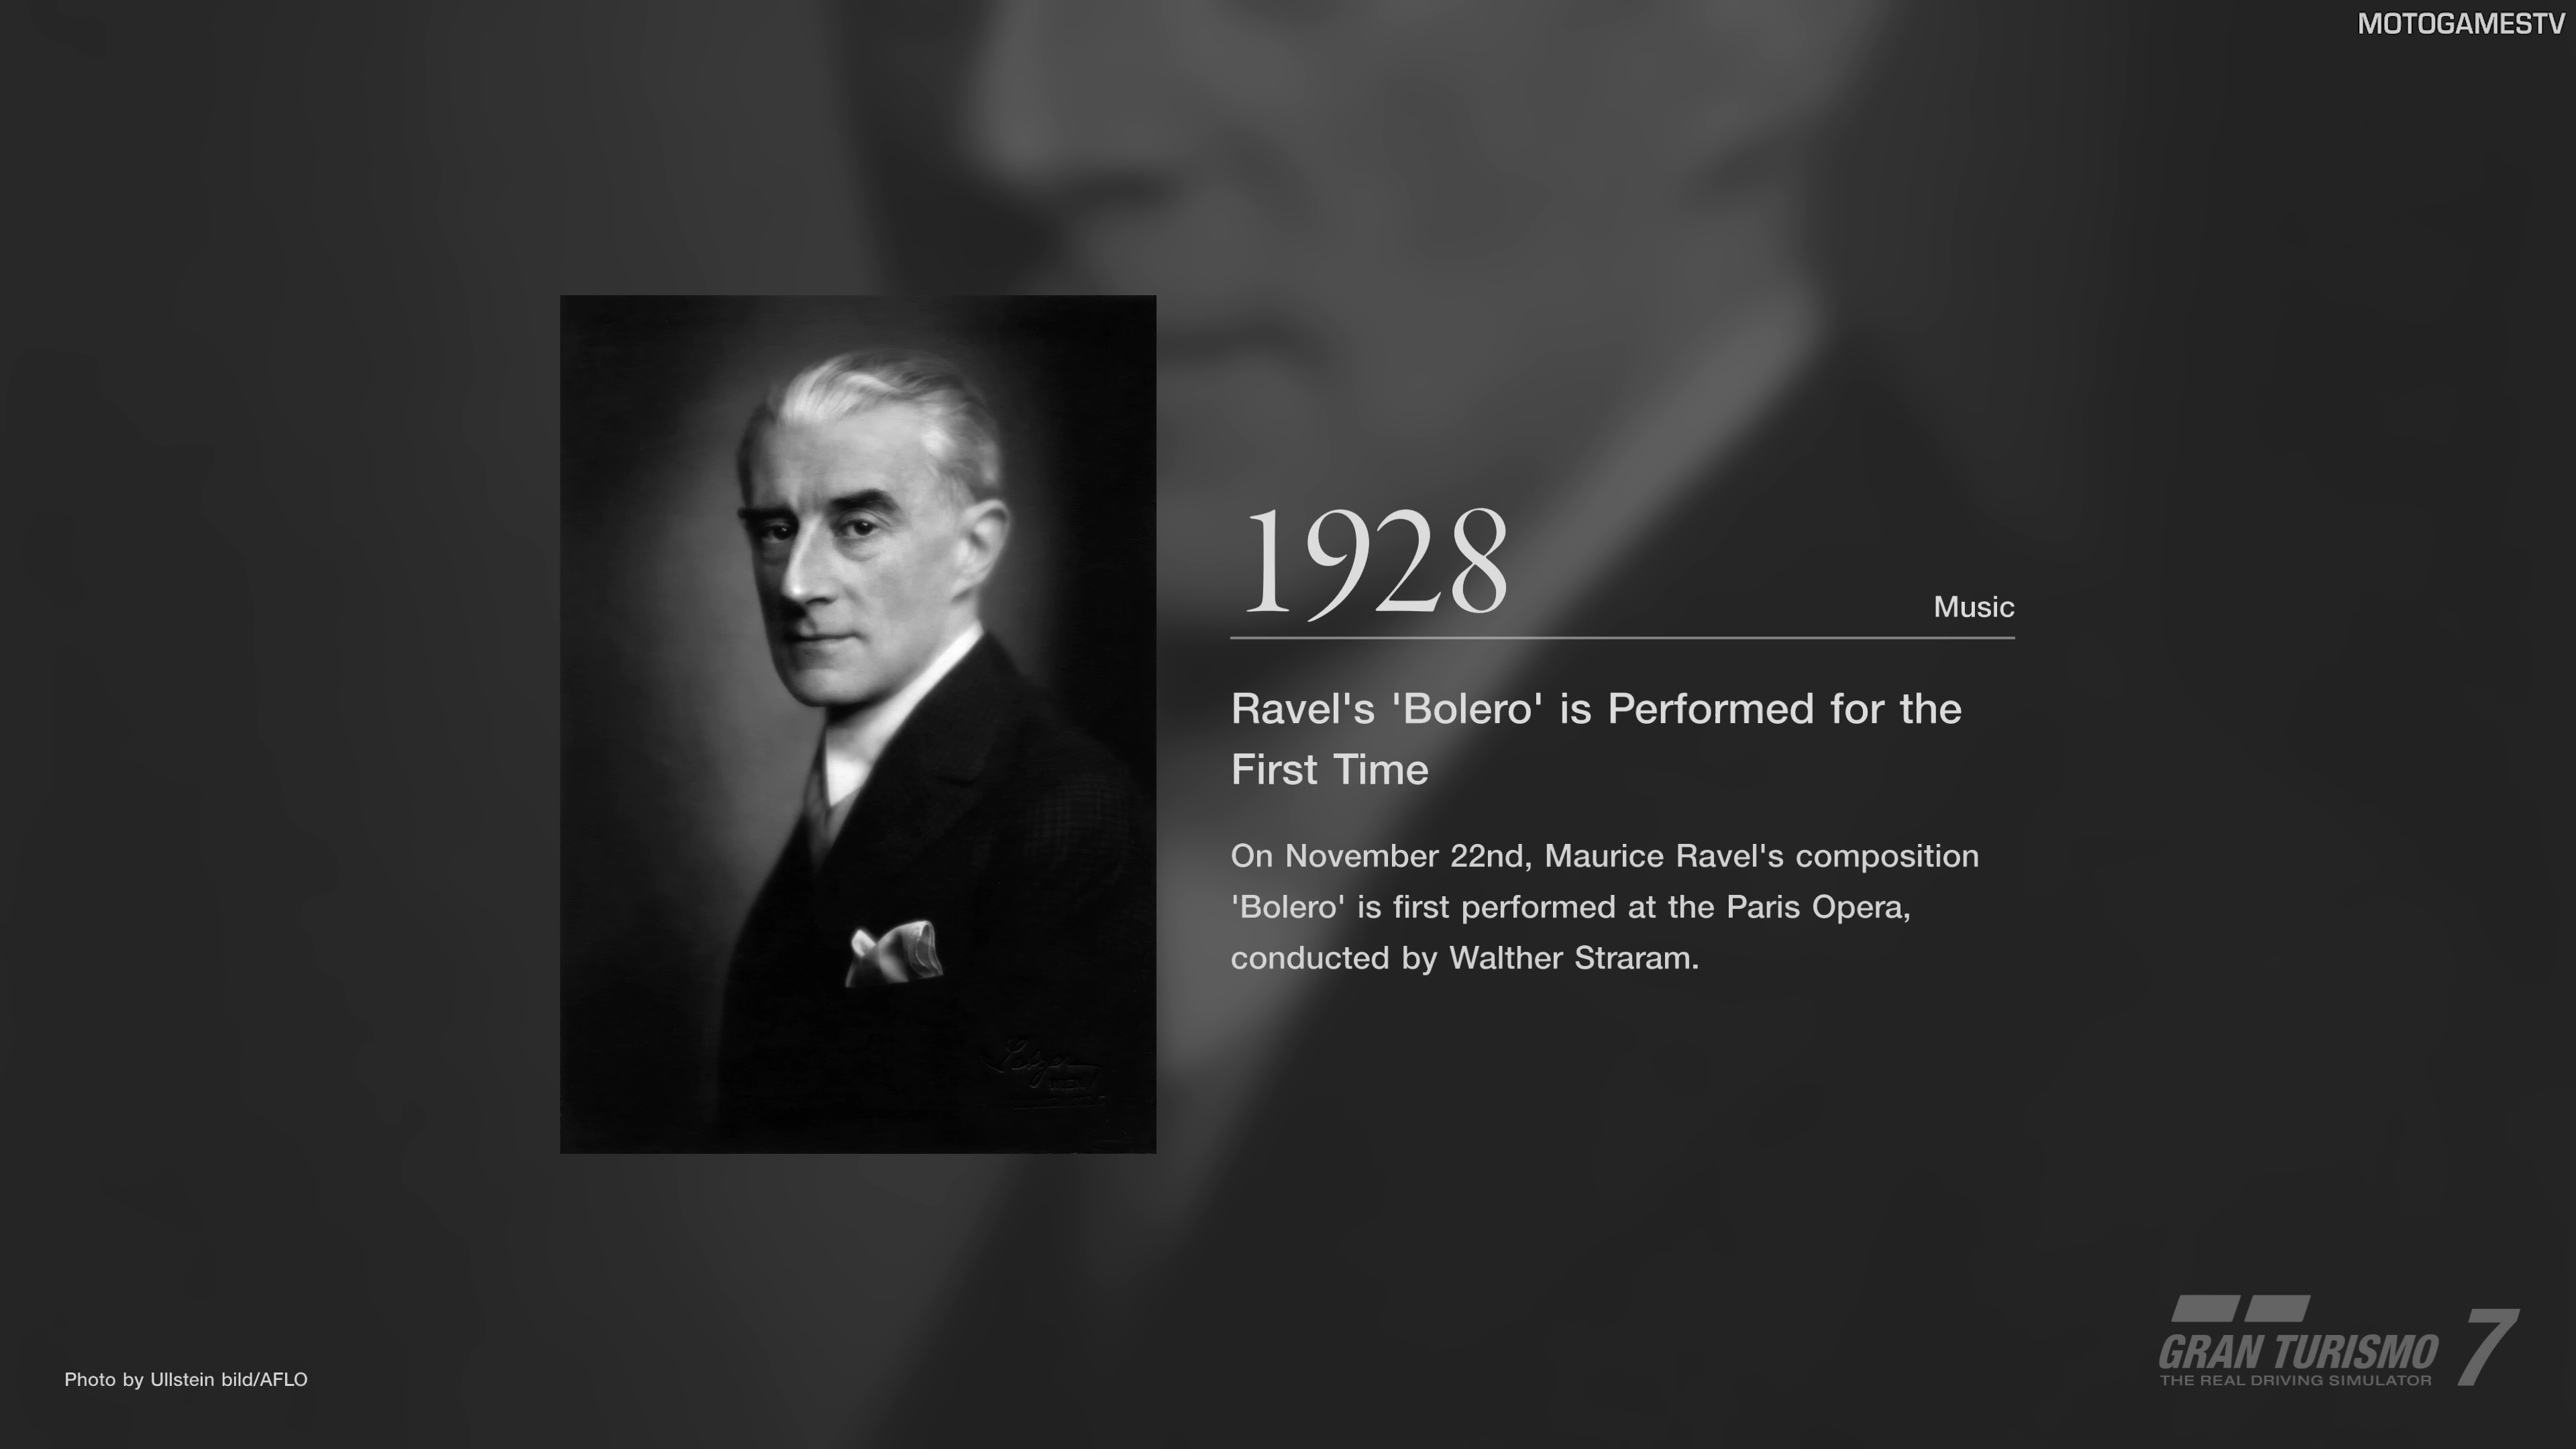 MOTOGAMESTV
1928
Music
Ravel's 'Bolero' is Performed for the
First Time
On November 22nd, Maurice Ravel's composition
'Bolero' is first performed at the Paris Opera,
conducted by Walther Straram.
Photo by Ullstein bild/AFLO
GRAN TURISMO 7
THE REAL DRIVING SIMULATOR